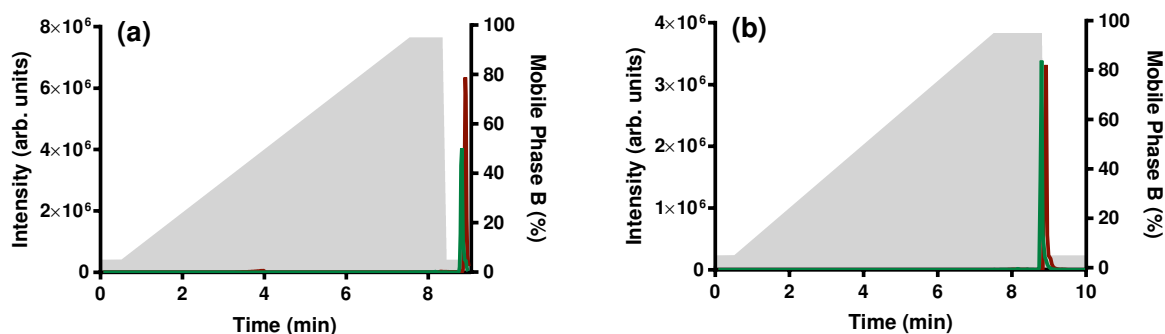 (a)
Intensity (arb. units)
8×10⁶
6×10⁶
4×10⁶
2×10⁶
0
100
80
60
40
20
0
Mobile Phase B (%)
0 2 4 6 8
Time (min)
(b)
Intensity (arb. units)
4×10⁶
3×10⁶
2×10⁶
1×10⁶
0
100
80
60
40
20
0
Mobile Phase B (%)
0 2 4 6 8 10
Time (min)